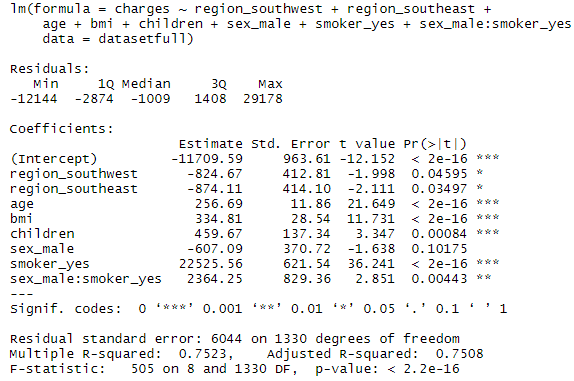 lm(formula = charges ~ region_southwest + region_southeast +
age + bmi + children + sex_male + smoker_yes + sex_male:smoker_yes
data = datasetfull)
Residuals:
Min 1Q Median 3Q Max
-12144 -2874 -1009 1408 29178
Coefficients:
Estimate Std. Error t value Pr(>|t|)
(Intercept) -11709.59 963.61 -12.152 < 2e-16 ***
region_southwest -824.67 412.81 -1.998 0.04595 *
region_southeast -874.11 414.10 -2.111 0.03497 *
age 256.69 11.86 21.649 < 2e-16 ***
bmi 334.81 28.54 11.731 < 2e-16 ***
children 459.67 137.34 3.347 0.00084 ***
sex_male -607.09 370.72 -1.638 0.10175
smoker_yes 22525.56 621.54 36.241 < 2e-16 ***
sex_male:smoker_yes 2364.25 829.36 2.851 0.00443 **
---
Signif. codes: 0 ‘***’ 0.001 ‘**’ 0.01 ‘*’ 0.05 ‘.’ 0.1 ‘ ’ 1
Residual standard error: 6044 on 1330 degrees of freedom
Multiple R-squared: 0.7523, Adjusted R-squared: 0.7508
F-statistic: 505 on 8 and 1330 DF, p-value: < 2.2e-16